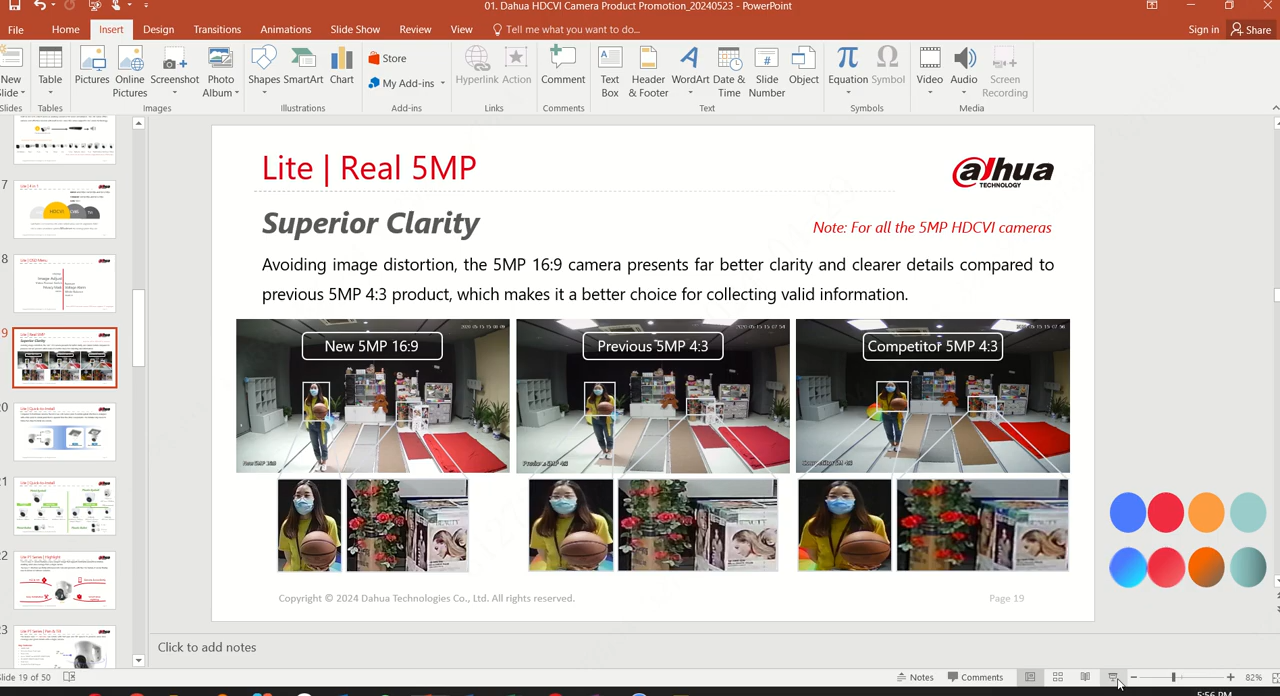 01. Dahua HDCVI Camera Product Promotion_20240523 - PowerPoint
File Home Insert Design Transitions Animations Slide Show Review View Tell me what you want to do... Sign in Share
New Slide Table Pictures Online Pictures Screenshot Photo Album Shapes SmartArt Chart Store My Add-ins Hyperlink Action Comment Text Box Header & Footer WordArt Date & Time Slide Number Object Equation Symbol Video Audio Screen Recording
Slides Tables Images Illustrations Add-ins Links Comments Text Symbols Media
Lite | Real 5MP
alhua
TECHNOLOGY
Superior Clarity
Note: For all the 5MP HDCVI cameras
Avoiding image distortion, the 5MP 16:9 camera presents far better clarity and clearer details compared to
previous 5MP 4:3 product, which makes it a better choice for collecting valid information.
New 5MP 16:9
Previous 5MP 4:3
Competitor 5MP 4:3
Copyright © 2024 Dahua Technologies Co., Ltd. All rights reserved.
Page 19
Click to add notes
Slide 19 of 50
Notes Comments 82%
5:56 PM